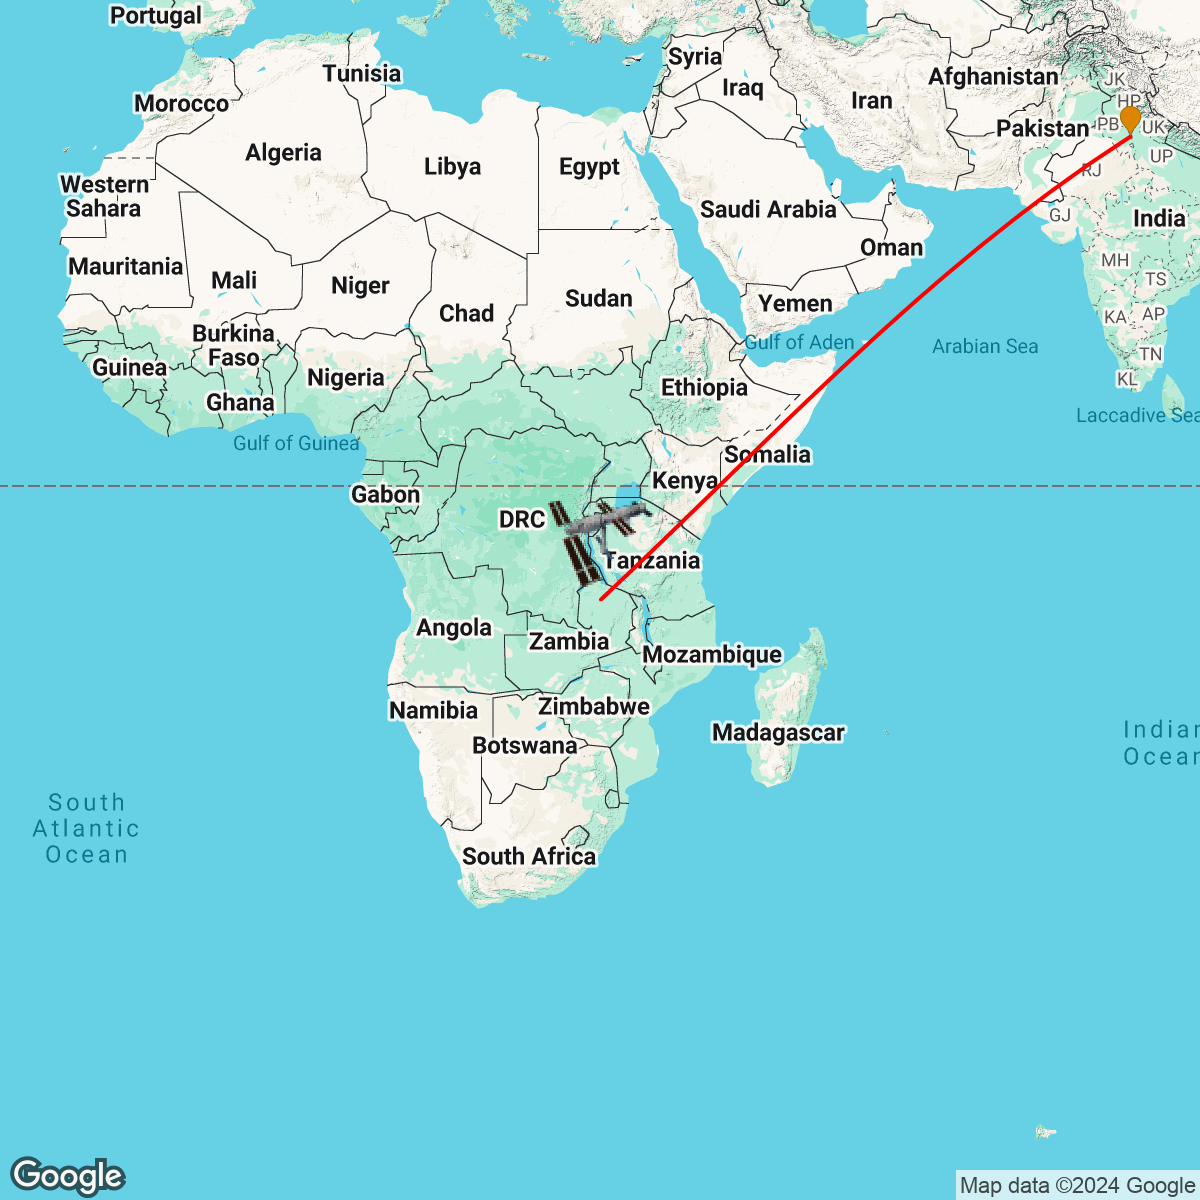 Portugal
Syria
Tunisia
Afghanistan
JK
Iraq
Iran
HP
Morocco
Pakistan
PB
UK
Algeria
UP
Libya
Egypt
RJ
Western
Sahara
Saudi Arabia
GJ
India
Oman
MH
Mauritania
Mali
Niger
TS
Sudan
Yemen
Chad
KA
AP
Burkina
Faso
Gulf of Aden
Arabian Sea
TN
Guinea
Nigeria
Ethiopia
KL
Ghana
Laccadive Sea
Gulf of Guinea
Somalia
Kenya
Gabon
DRC
Tanzania
Angola
Zambia
Mozambique
Namibia
Zimbabwe
Madagascar
Indian
Ocean
Botswana
South
Atlantic
Ocean
South Africa
Google
Map data ©2024 Google